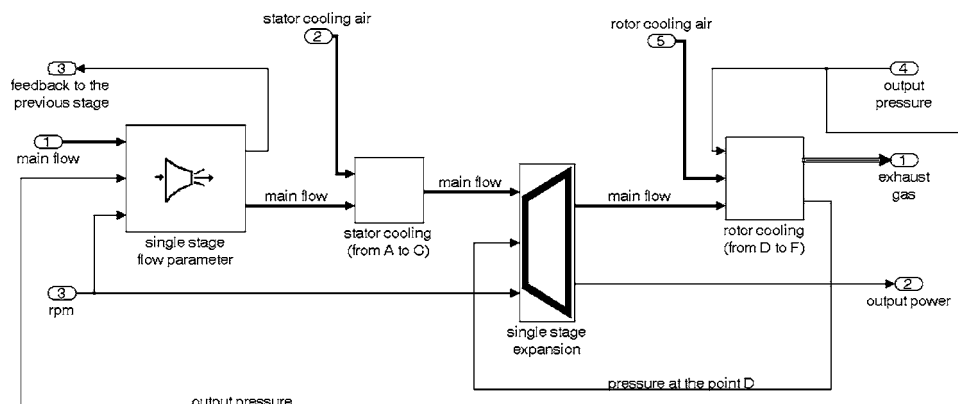 stator cooling air
2
rotor cooling air
5
3
feedback to the
previous stage
4
output
pressure
1
main flow
1
exhaust
gas
main flow
main flow
main flow
single stage
flow parameter
stator cooling
(from A to C)
rotor cooling
(from D to F)
3
rpm
2
output power
single stage
expansion
pressure at the point D
output pressure